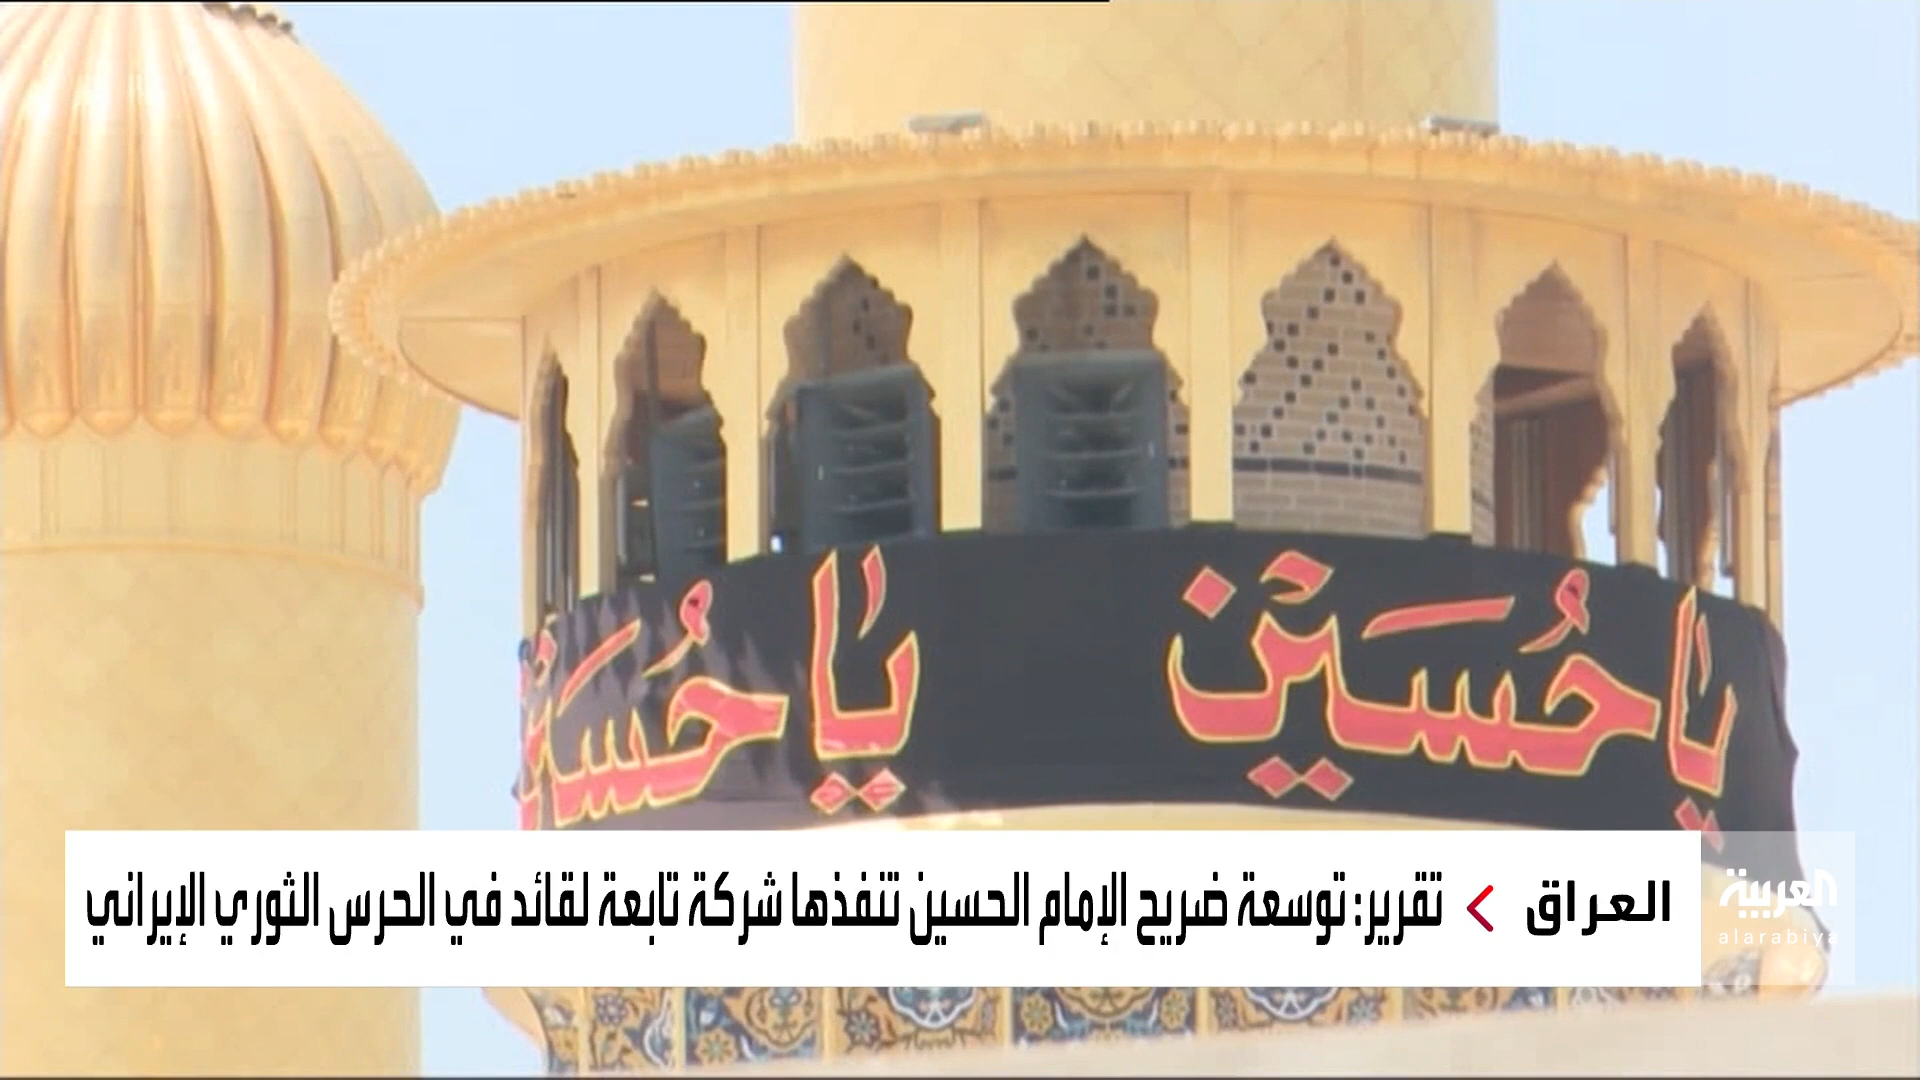 يا حسين
يا حسين
العراق
تقرير: توسعة ضريح الإمام الحسين تنفذها شركة تابعة لقائد في الحرس الثوري الإيراني
العربية
alarabiya